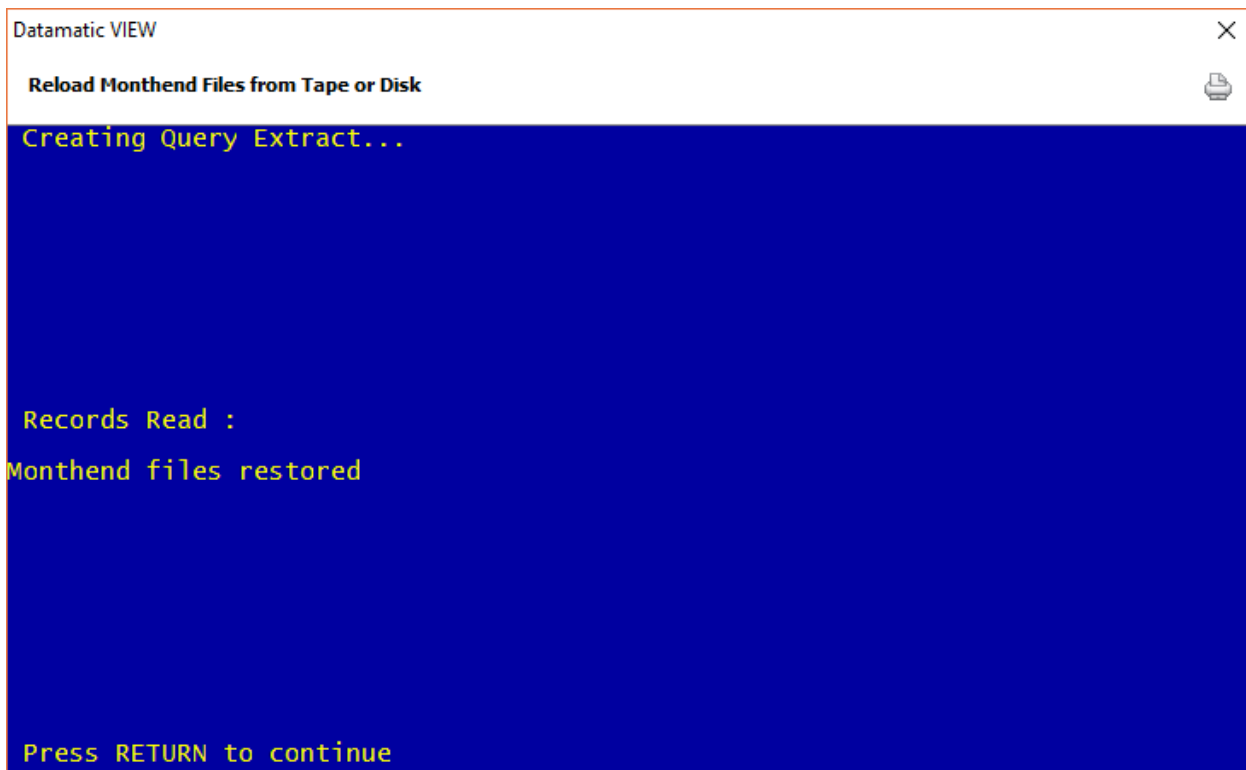 Datamatic VIEW
Reload Monthend Files from Tape or Disk
Creating Query Extract...
Records Read :
Monthend files restored
Press RETURN to continue